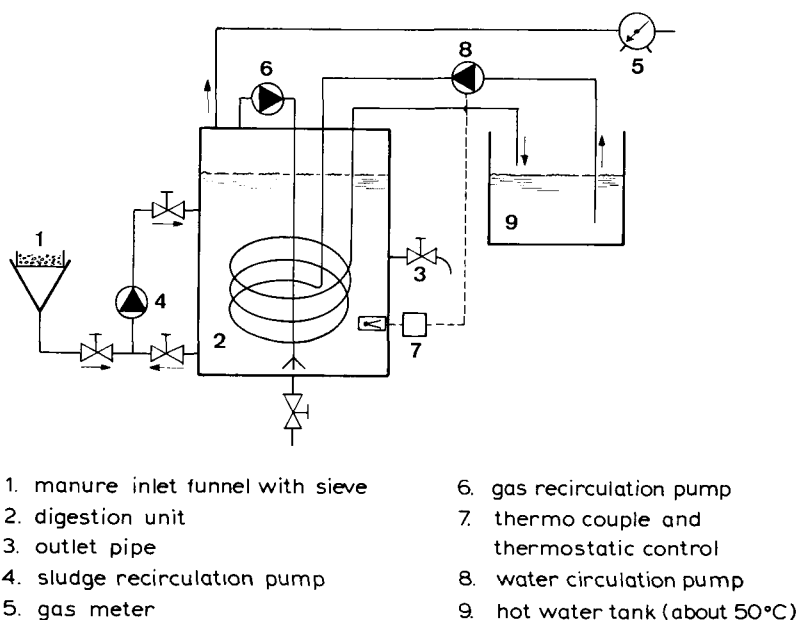 5
8
6
9
1
3
4
2
7
1. manure inlet funnel with sieve
2. digestion unit
3. outlet pipe
4. sludge recirculation pump
5. gas meter
6. gas recirculation pump
7. thermo couple and
thermostatic control
8. water circulation pump
9. hot water tank (about 50°C)